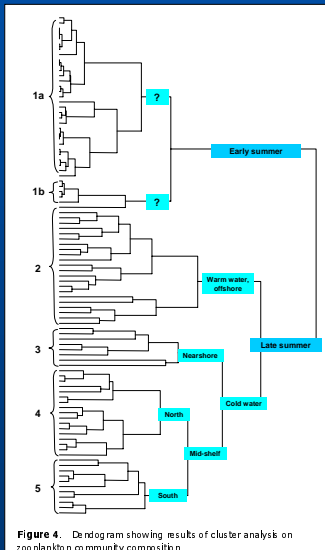 1a
?
Early summer
1b
?
2
Warm water,
offshore
Late summer
3
Nearshore
Cold water
4
North
Mid-shelf
5
South
Figure 4. Dendogram showing results of cluster analysis on
zooplankton community composition